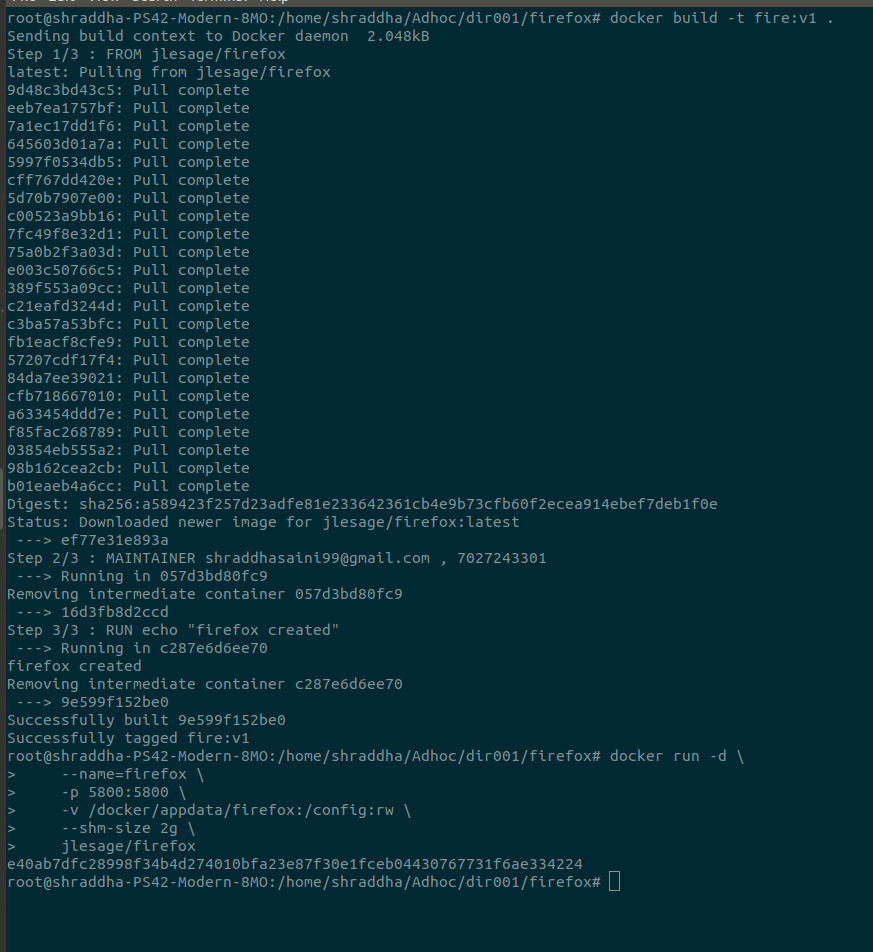 root@shraddha-PS42-Modern-8MO:/home/shraddha/Adhoc/dir001/firefox# docker build -t fire:v1 .
Sending build context to Docker daemon  2.048kB
Step 1/3 : FROM jlesage/firefox
latest: Pulling from jlesage/firefox
9d48c3bd43c5: Pull complete
eeb7ea1757bf: Pull complete
7a1ec17dd1f6: Pull complete
645603d01a7a: Pull complete
5997f0534db5: Pull complete
cff767dd420e: Pull complete
5d70b7907e00: Pull complete
c00523a9bb16: Pull complete
7fc49f8e32d1: Pull complete
75a0b2f3a03d: Pull complete
e003c50766c5: Pull complete
389f553a09cc: Pull complete
c21eafd3244d: Pull complete
c3ba57a53bfc: Pull complete
fb1eacf8cfe9: Pull complete
57207cdf17f4: Pull complete
84da7ee39021: Pull complete
cfb718667010: Pull complete
a633454ddd7e: Pull complete
f85fac268789: Pull complete
03854eb555a2: Pull complete
98b162cea2cb: Pull complete
b01eaeb4a6cc: Pull complete
Digest: sha256:a589423f257d23adfe81e233642361cb4e9b73cfb60f2ecea914ebef7deb1f0e
Status: Downloaded newer image for jlesage/firefox:latest
 ---> ef77e31e893a
Step 2/3 : MAINTAINER shraddhasaini99@gmail.com , 7027243301
 ---> Running in 057d3bd80fc9
Removing intermediate container 057d3bd80fc9
 ---> 16d3fb8d2ccd
Step 3/3 : RUN echo "firefox created"
 ---> Running in c287e6d6ee70
firefox created
Removing intermediate container c287e6d6ee70
 ---> 9e599f152be0
Successfully built 9e599f152be0
Successfully tagged fire:v1
root@shraddha-PS42-Modern-8MO:/home/shraddha/Adhoc/dir001/firefox# docker run -d \
>     --name=firefox \
>     -p 5800:5800 \
>     -v /docker/appdata/firefox:/config:rw \
>     --shm-size 2g \
>     jlesage/firefox
e40ab7dfc28998f34b4d274010bfa23e87f30e1fceb04430767731f6ae334224
root@shraddha-PS42-Modern-8MO:/home/shraddha/Adhoc/dir001/firefox#